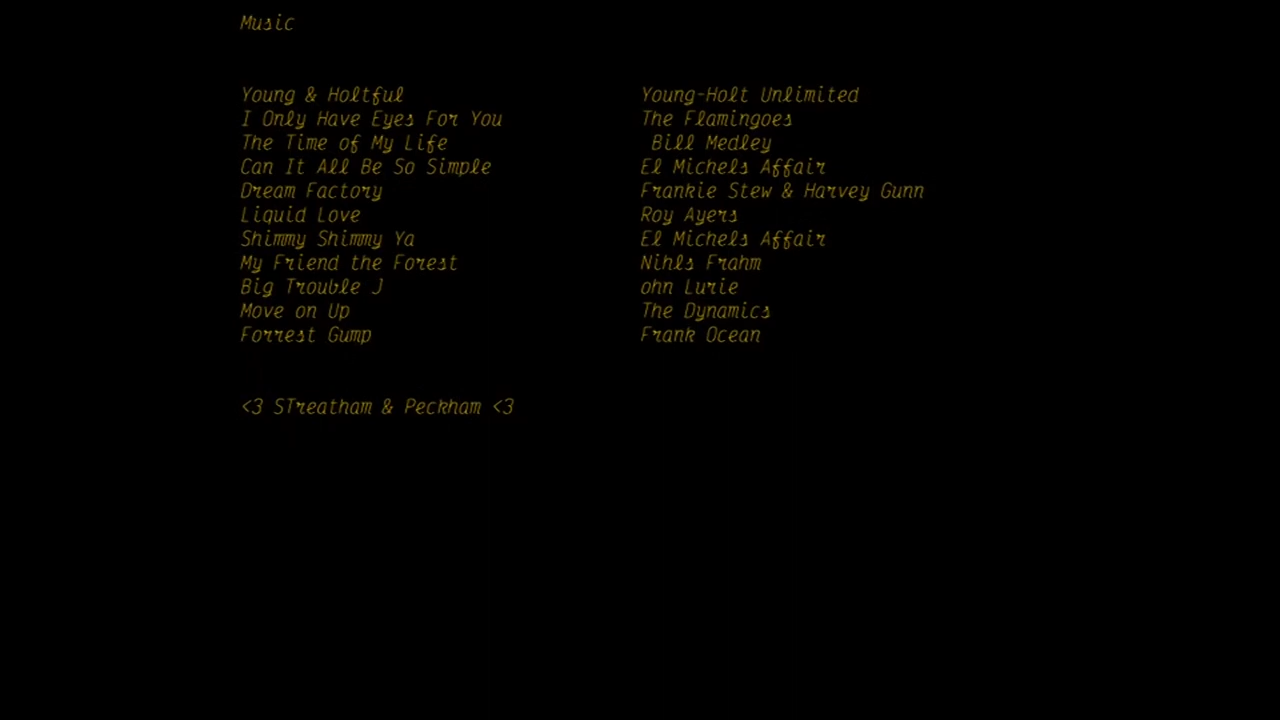 Music
Young & Holtful Young-Holt Unlimited
I Only Have Eyes For You The Flamingoes
The Time of My Life Bill Medley
Can It All Be So Simple El Michels Affair
Dream Factory Frankie Stew & Harvey Gunn
Liquid Love Roy Ayers
Shimmy Shimmy Ya El Michels Affair
My Friend the Forest Nihls Frahm
Big Trouble J ohn Lurie
Move on Up The Dynamics
Forrest Gump Frank Ocean
<3 STreatham & Peckham <3